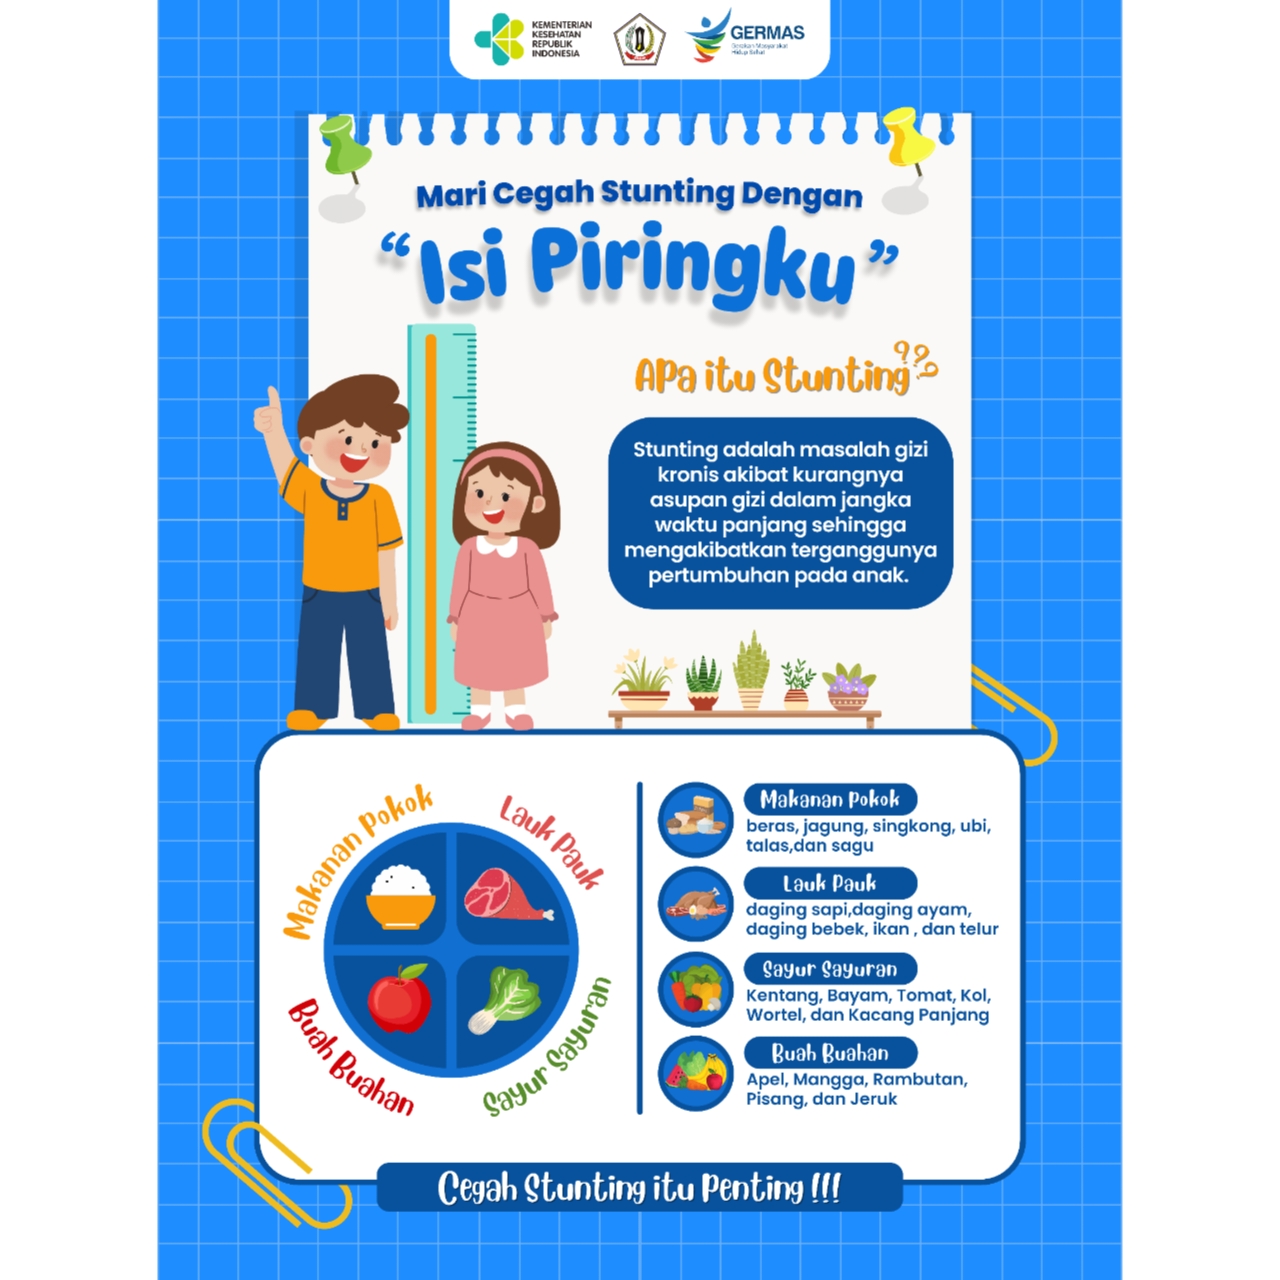 KEMENTERIAN
KESEHATAN
REPUBLIK
INDONESIA
GERMAS
Gerakan Masyarakat
Hidup Sehat
Mari Cegah Stunting Dengan
“Isi Piringku”
APa itu Stunting???
Stunting adalah masalah gizi
kronis akibat kurangnya
asupan gizi dalam jangka
waktu panjang sehingga
mengakibatkan terganggunya
pertumbuhan pada anak.
Makanan Pokok
Lauk Pauk
Buah Buahan
Sayur Sayuran
Makanan Pokok
beras, jagung, singkong, ubi,
talas,dan sagu
Lauk Pauk
daging sapi,daging ayam,
daging bebek, ikan , dan telur
Sayur Sayuran
Kentang, Bayam, Tomat, Kol,
Wortel, dan Kacang Panjang
Buah Buahan
Apel, Mangga, Rambutan,
Pisang, dan Jeruk
Cegah Stunting itu Penting !!!